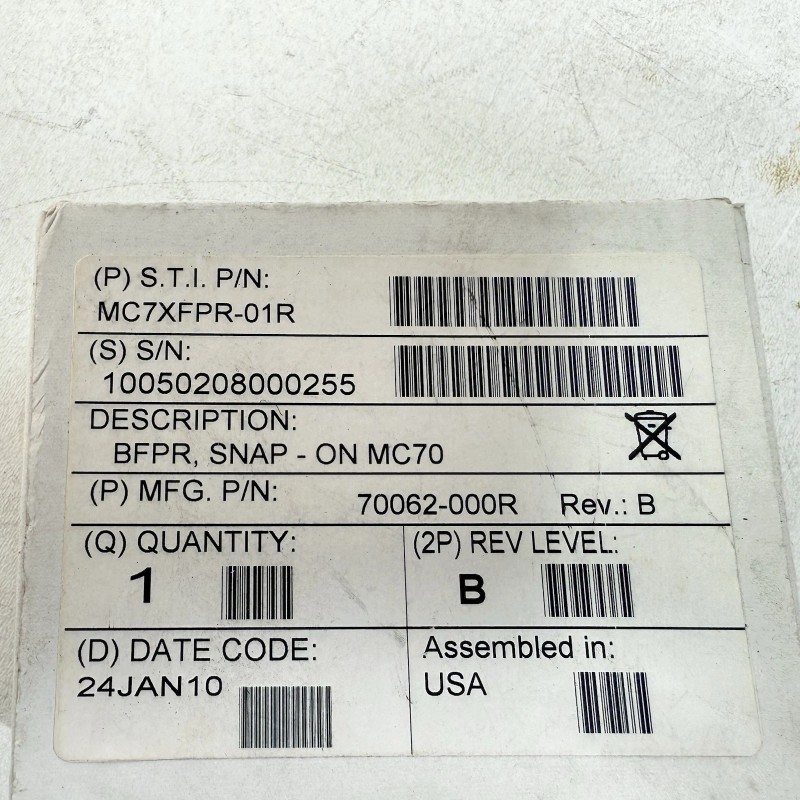 (P) S.T.I. P/N:
MC7XFPR-01R
(S) S/N:
10050208000255
DESCRIPTION:
BFPR, SNAP - ON MC70
(P) MFG. P/N: 70062-000R Rev.: B
(Q) QUANTITY:
1
(2P) REV LEVEL:
B
(D) DATE CODE:
24JAN10
Assembled in:
USA